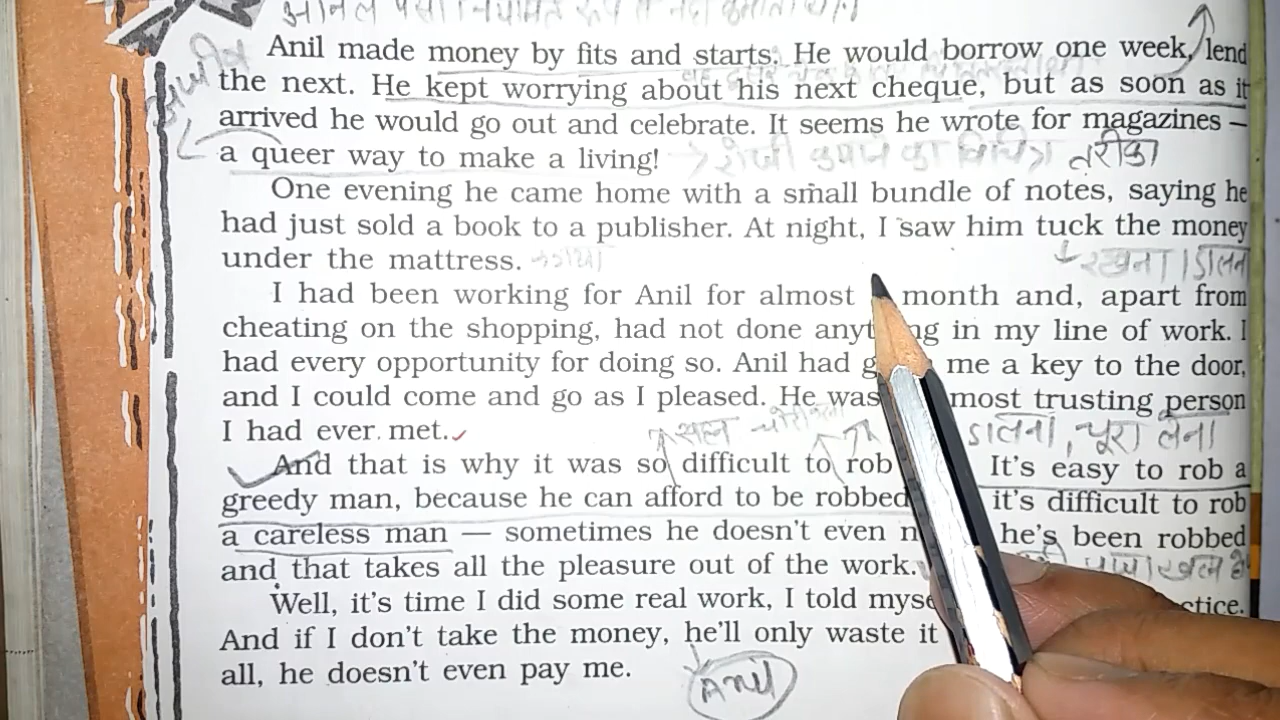 Anil made money by fits and starts. He would borrow one week, lend
the next. He kept worrying about his next cheque, but as soon as it
arrived he would go out and celebrate. It seems he wrote for magazines –
a queer way to make a living! रोजी कमाने का विचित्र तरीका
One evening he came home with a small bundle of notes, saying he
had just sold a book to a publisher. At night, I saw him tuck the money
under the mattress. रखना। डालना
I had been working for Anil for almost month and, apart from
cheating on the shopping, had not done any in my line of work. I
had every opportunity for doing so. Anil had me a key to the door,
and I could come and go as I pleased. He was most trusting person
I had ever met.
डालना, चूरा लेना
And that is why it was so difficult to rob It's easy to rob a
greedy man, because he can afford to be robbed it's difficult to rob
a careless man — sometimes he doesn't even he's been robbed
and that takes all the pleasure out of the work.
Well, it's time I did some real work, I told
And if I don't take the money, he'll only waste it
all, he doesn't even pay me.
Anil